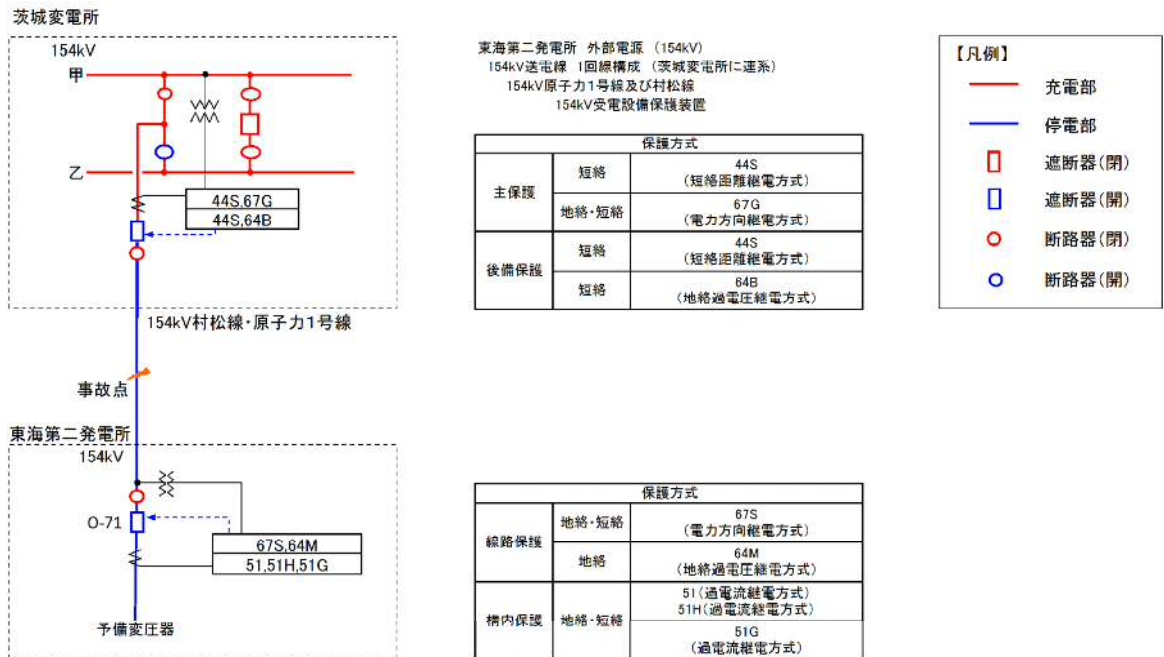 茨城変電所
154kV
甲
乙
44S,67G
44S,64B
154kV村松線・原子力1号線
事故点
東海第二発電所
154kV
O-71
67S,64M
51,51H,51G
予備変圧器
東海第二発電所 外部電源 (154kV)
154kV送電線 1回線構成 (茨城変電所に連系)
154kV原子力1号線及び村松線
154kV受電設備保護装置
保護方式
主保護
短絡
44S
(短絡距離継電方式)
地絡・短絡
67G
(電力方向継電方式)
後備保護
短絡
44S
(短絡距離継電方式)
短絡
64B
(地絡過電圧継電方式)
保護方式
線路保護
地絡・短絡
67S
(電力方向継電方式)
地絡
64M
(地絡過電圧継電方式)
構内保護
地絡・短絡
51(過電流継電方式)
51H(過電流継電方式)
51G
(過電流継電方式)
【凡例】
充電部
停電部
遮断器(閉)
遮断器(開)
断路器(閉)
断路器(開)